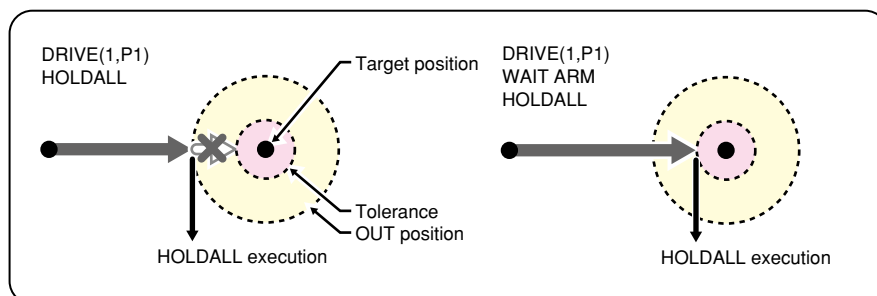 DRIVE(1,P1)
HOLDALL
Target position
Tolerance
OUT position
HOLDALL execution
DRIVE(1,P1)
WAIT ARM
HOLDALL
HOLDALL execution